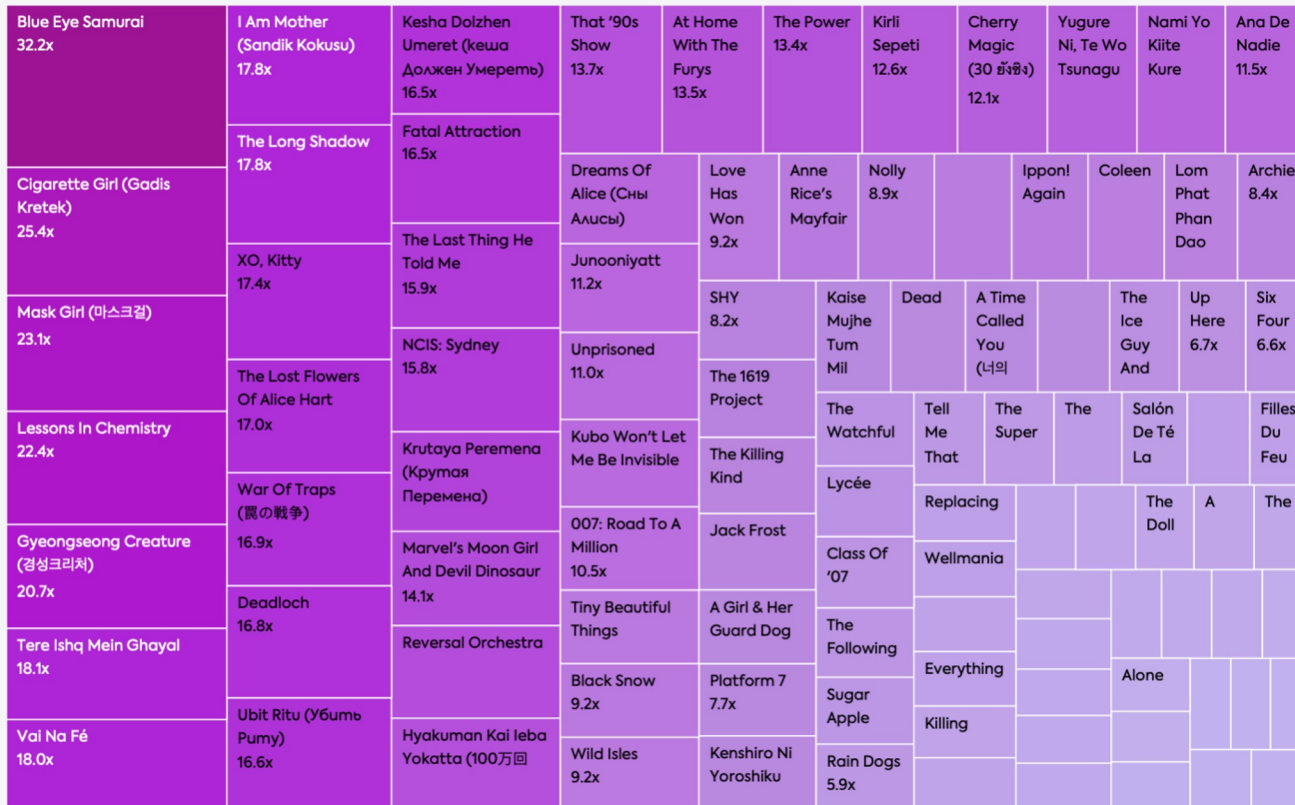 Blue Eye Samurai
32.2x
Cigarette Girl (Gadis
Kretek)
25.4x
Mask Girl (마스크걸)
23.1x
Lessons In Chemistry
22.4x
Gyeongseong Creature
(경성크리처)
20.7x
Tere Ishq Mein Ghayal
18.1x
Vai Na Fé
18.0x
I Am Mother
(Sandik Kokusu)
17.8x
The Long Shadow
17.8x
XO, Kitty
17.4x
The Lost Flowers
Of Alice Hart
17.0x
War Of Traps
(罠の戦争)
16.9x
Deadloch
16.8x
Ubit Ritu (Убить
Риту)
16.6x
Kesha Dolzhen
Umeret (кеша
Должен Умереть)
16.5x
Fatal Attraction
16.5x
The Last Thing He
Told Me
15.9x
NCIS: Sydney
15.8x
Krutaya Peremena
(Крутая
Перемена)
Marvel's Moon Girl
And Devil Dinosaur
14.1x
Reversal Orchestra
Hyakuman Kai Ieba
Yokatta (100万回
That '90s
Show
13.7x
At Home
With The
Furys
13.5x
The Power
13.4x
Kirli
Sepeti
12.6x
Cherry
Magic
(30 ยังซิง)
12.1x
Yugure
Ni, Te Wo
Tsunagu
Nami Yo
Kiite
Kure
Ana De
Nadie
11.5x
Dreams Of
Alice (Сны
Алисы)
Junooniyatt
11.2x
Unprisoned
11.0x
Kubo Won't Let
Me Be Invisible
007: Road To A
Million
10.5x
Tiny Beautiful
Things
Black Snow
9.2x
Wild Isles
9.2x
Love
Has
Won
9.2x
Anne
Rice's
Mayfair
Nolly
8.9x
Ippon!
Again
Coleen
Lom
Phat
Phan
Dao
Archie
8.4x
SHY
8.2x
The 1619
Project
The Killing
Kind
Jack Frost
A Girl & Her
Guard Dog
Platform 7
7.7x
Kenshiro Ni
Yoroshiku
Kaise
Mujhe
Tum
Mil
Dead
A Time
Called
You
(너의
The
Ice
Guy
And
Up
Here
6.7x
Six
Four
6.6x
The
Watchful
Lycée
Class Of
'07
The
Following
Sugar
Apple
Rain Dogs
5.9x
Tell
Me
That
The
Super
The
Salón
De Té
La
Filles
Du
Feu
Replacing
Wellmania
Everything
Killing
The
Doll
A
The
Alone